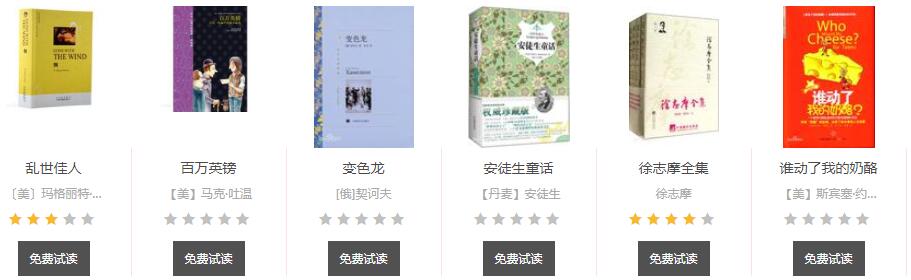 THE WIND
百万英镑
变色龙
安徒生童话
权威珍藏版
徐志摩全集
Who
Cheese?
for Teens
谁动了
我的奶酪?
乱世佳人
百万英镑
变色龙
安徒生童话
徐志摩全集
谁动了我的奶酪
〔美〕玛格丽特·...
【美】马克·吐温
[俄]契诃夫
【丹麦】安徒生
徐志摩
【美】斯宾塞·约...
免费试读
免费试读
免费试读
免费试读
免费试读
免费试读